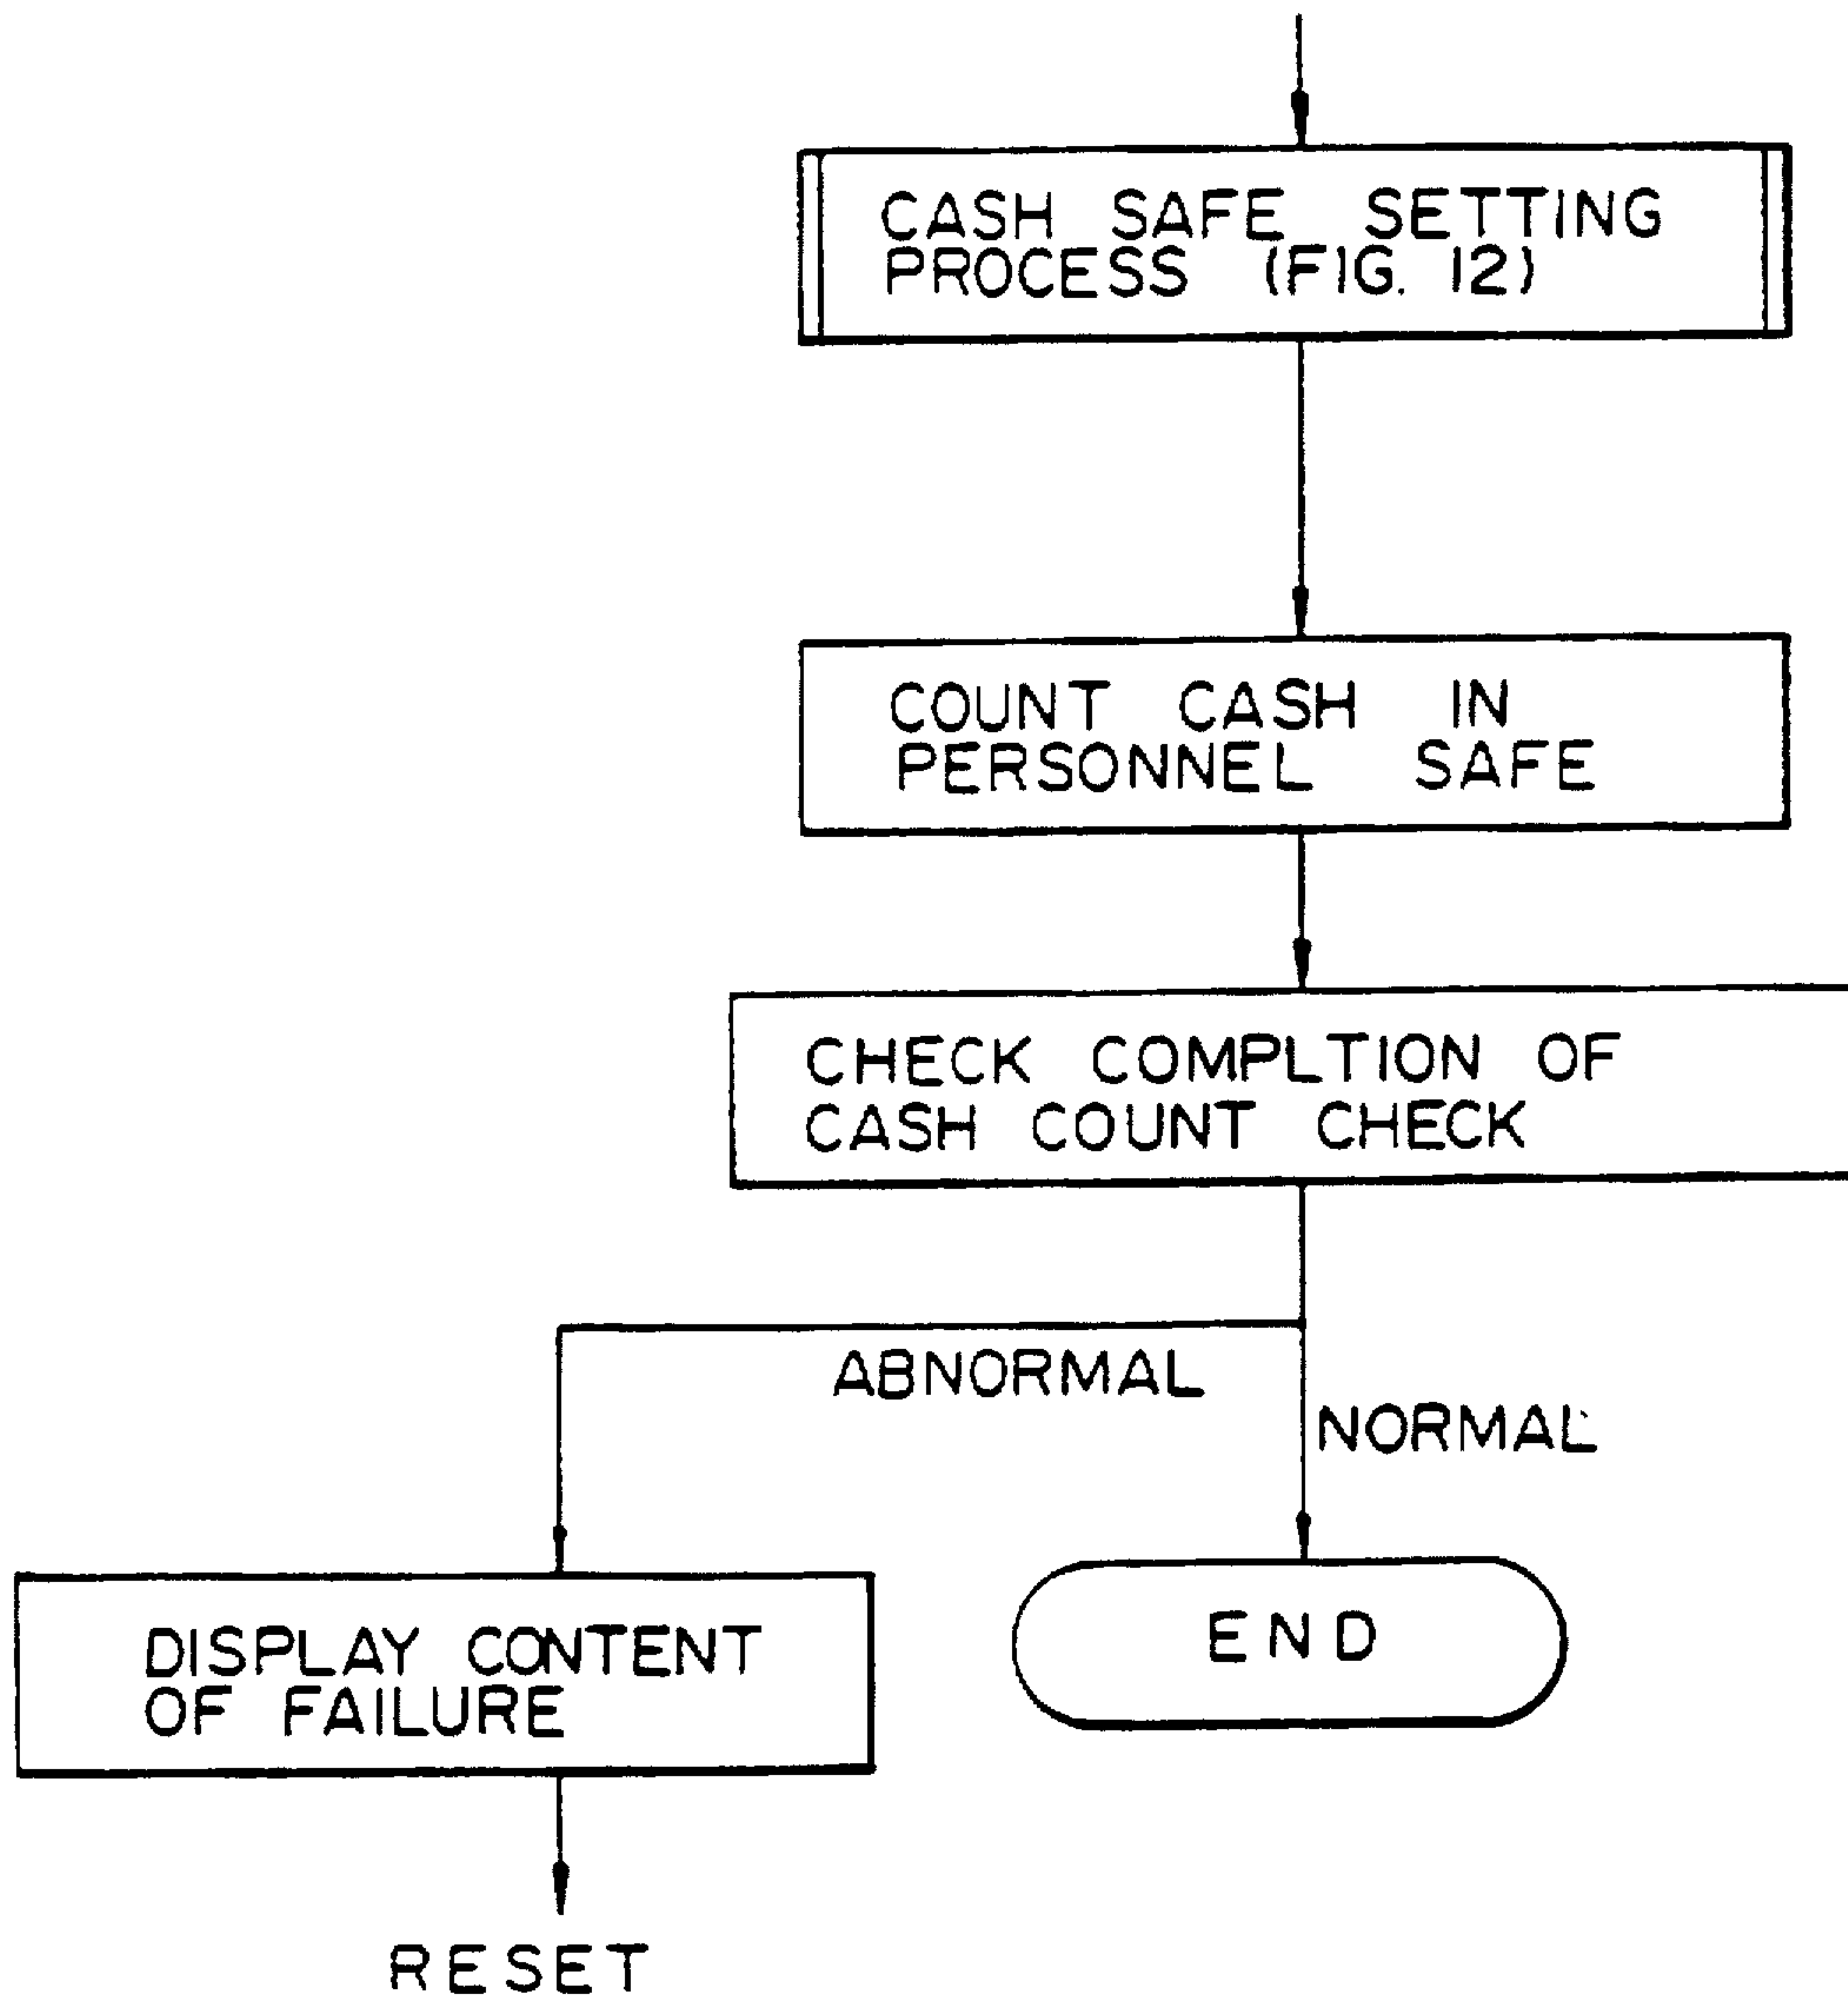 CASH SAFE SETTING
PROCESS (FIG. 12)
COUNT CASH IN
PERSONNEL SAFE
CHECK COMPLTION OF
CASH COUNT CHECK
ABNORMAL
NORMAL
DISPLAY CONTENT
OF FAILURE
END
RESET